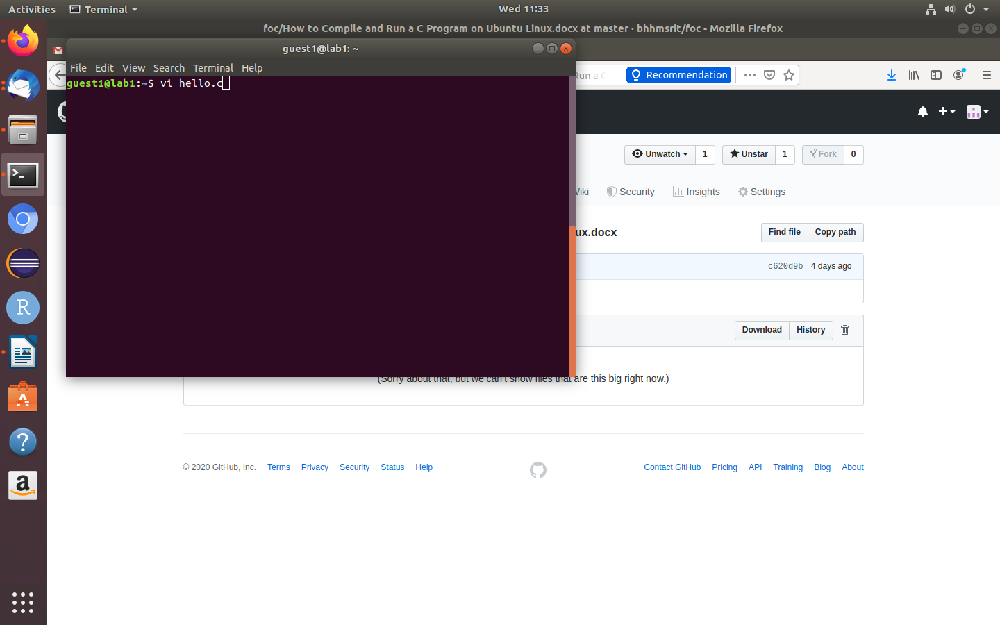 Activities Terminal Wed 11:33
foc/How to Compile and Run a C Program on Ubuntu Linux.docx at master · bhhmsrit/foc - Mozilla Firefox
guest1@lab1: ~
File Edit View Search Terminal Help
guest1@lab1:~$ vi hello.c
Run a C Recommendation
Unwatch 1 Unstar 1 Fork 0
Wiki Security Insights Settings
ux.docx Find file Copy path
c620d9b 4 days ago
Download History
(Sorry about that, but we can't show files that are this big right now.)
© 2020 GitHub, Inc. Terms Privacy Security Status Help Contact GitHub Pricing API Training Blog About